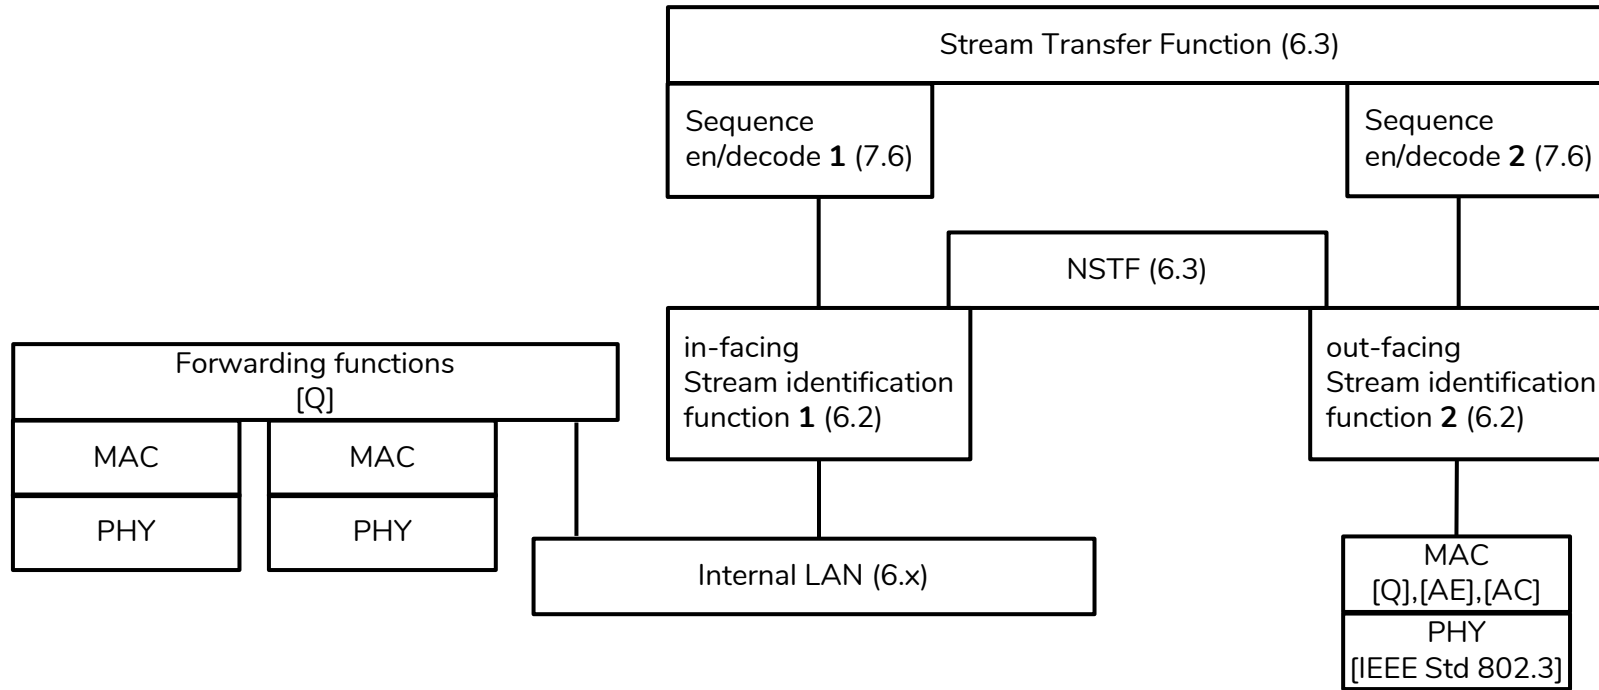 Stream Transfer Function (6.3)
Sequence
en/decode 1 (7.6)
Sequence
en/decode 2 (7.6)
NSTF (6.3)
in-facing
Stream identification
function 1 (6.2)
out-facing
Stream identification
function 2 (6.2)
Forwarding functions
[Q]
MAC
MAC
PHY
PHY
Internal LAN (6.x)
MAC
[Q],[AE],[AC]
PHY
[IEEE Std 802.3]